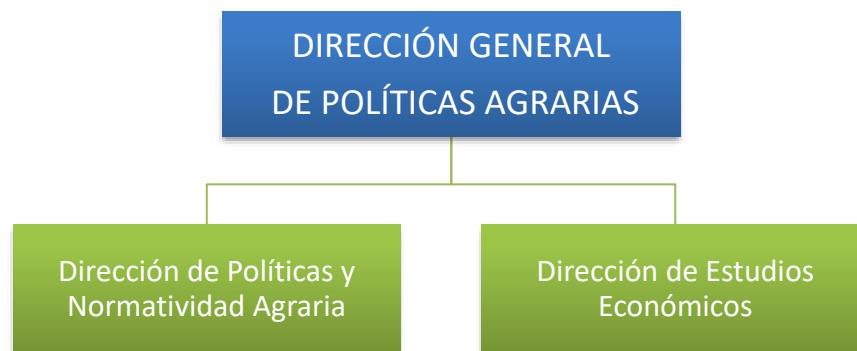 DIRECCIÓN GENERAL
DE POLÍTICAS AGRARIAS
Dirección de Políticas y
Normatividad Agraria
Dirección de Estudios
Económicos